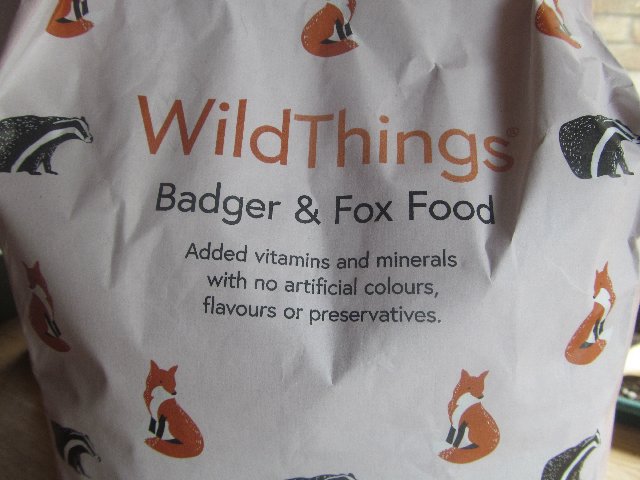 WildThings®
Badger & Fox Food
Added vitamins and minerals
with no artificial colours,
flavours or preservatives.